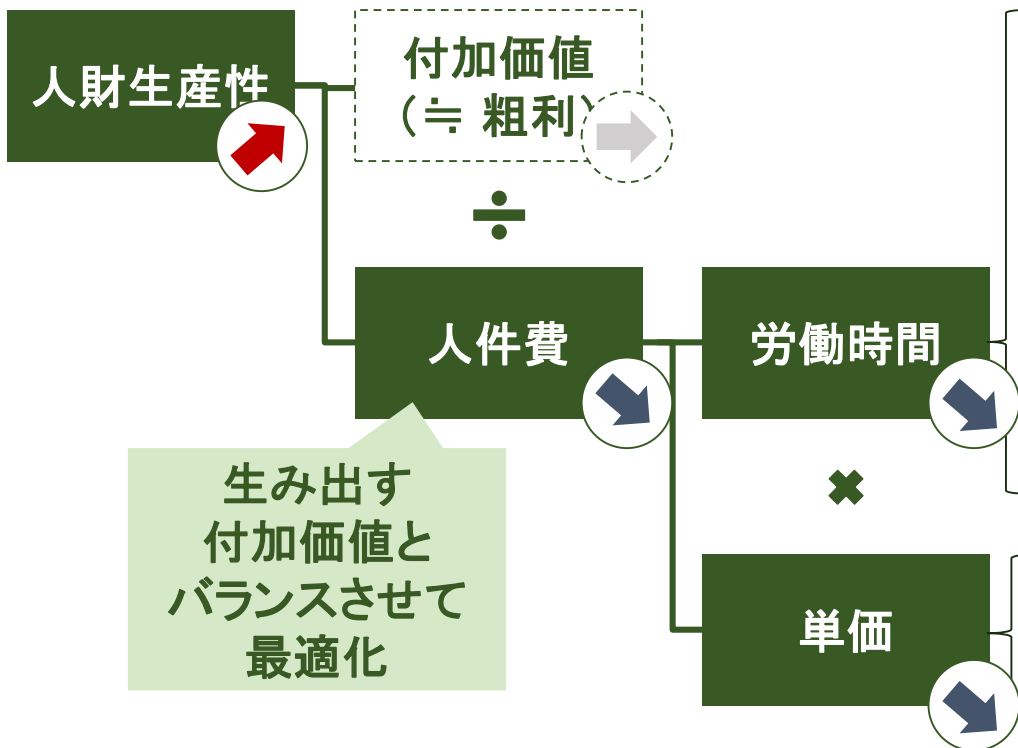 人財生産性
付加価値
（≒ 粗利）
÷
人件費
労働時間
✖
単価
生み出す
付加価値と
バランスさせて
最適化